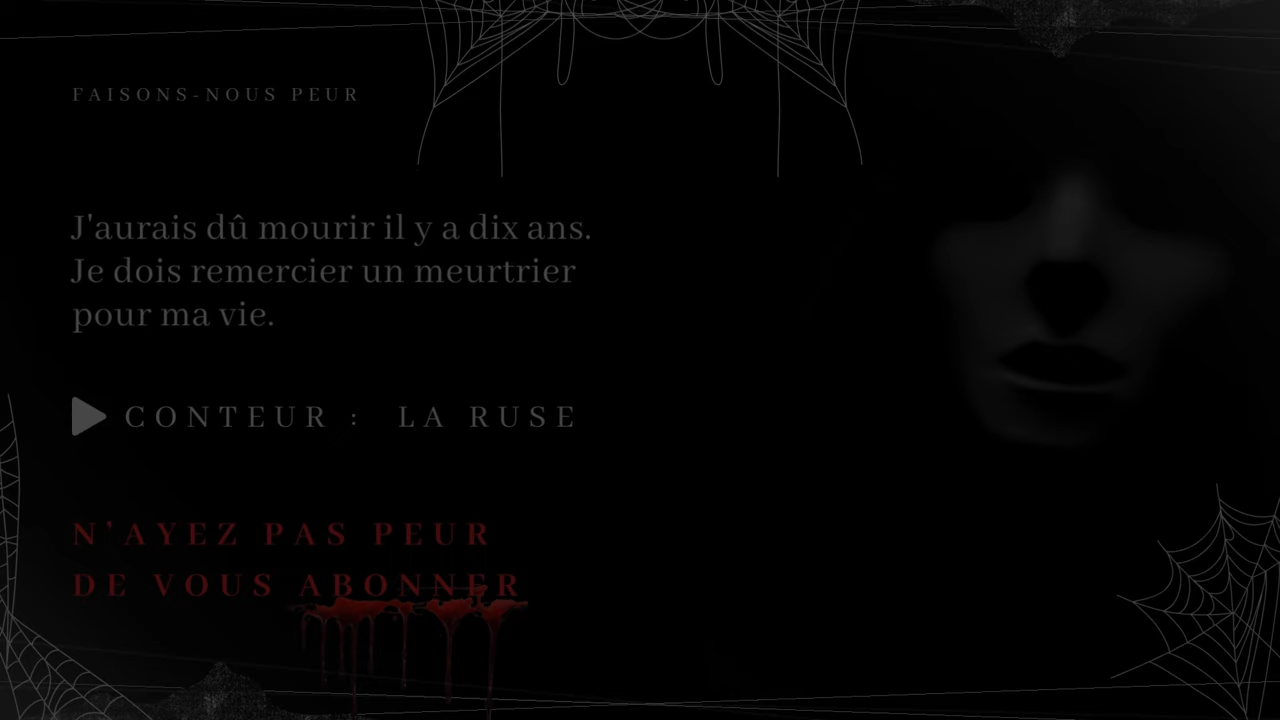 FAISONS-NOUS PEUR
J'aurais dû mourir il y a dix ans.
Je dois remercier un meurtrier
pour ma vie.
CONTEUR : LA RUSE
N'AYEZ PAS PEUR
DE VOUS ABONNER